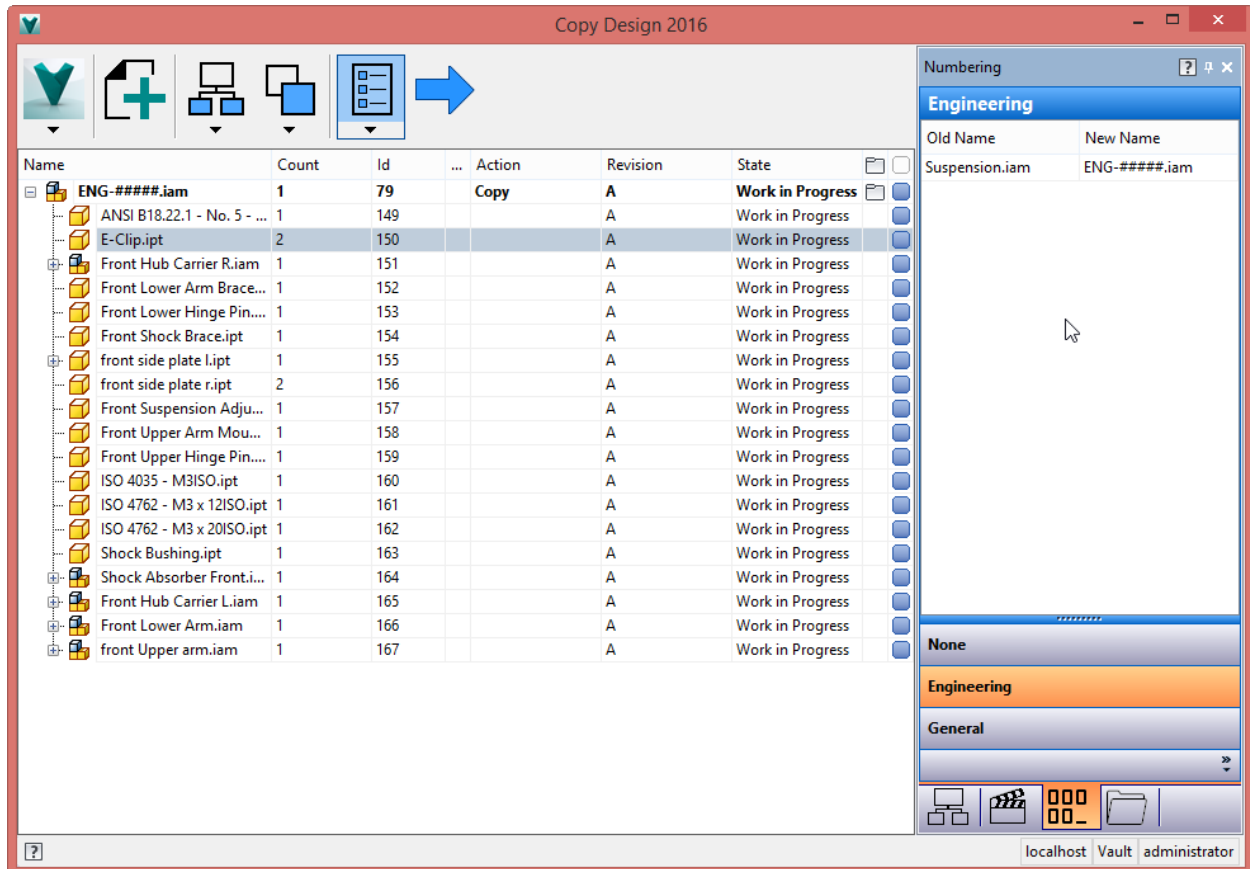 Copy Design 2016
Numbering
Engineering
Old Name New Name
Suspension.iam ENG-#####.iam
Name Count Id ... Action Revision State
ENG-#####.iam 1 79 Copy A Work in Progress
ANSI B18.22.1 - No. 5 - ... 1 149 A Work in Progress
E-Clip.ipt 2 150 A Work in Progress
Front Hub Carrier R.iam 1 151 A Work in Progress
Front Lower Arm Brace... 1 152 A Work in Progress
Front Lower Hinge Pin.... 1 153 A Work in Progress
Front Shock Brace.ipt 1 154 A Work in Progress
front side plate l.ipt 1 155 A Work in Progress
front side plate r.ipt 2 156 A Work in Progress
Front Suspension Adju... 1 157 A Work in Progress
Front Upper Arm Mou... 1 158 A Work in Progress
Front Upper Hinge Pin.... 1 159 A Work in Progress
ISO 4035 - M3ISO.ipt 1 160 A Work in Progress
ISO 4762 - M3 x 12ISO.ipt 1 161 A Work in Progress
ISO 4762 - M3 x 20ISO.ipt 1 162 A Work in Progress
Shock Bushing.ipt 1 163 A Work in Progress
Shock Absorber Front.i... 1 164 A Work in Progress
Front Hub Carrier L.iam 1 165 A Work in Progress
Front Lower Arm.iam 1 166 A Work in Progress
front Upper arm.iam 1 167 A Work in Progress
None
Engineering
General
localhost Vault administrator